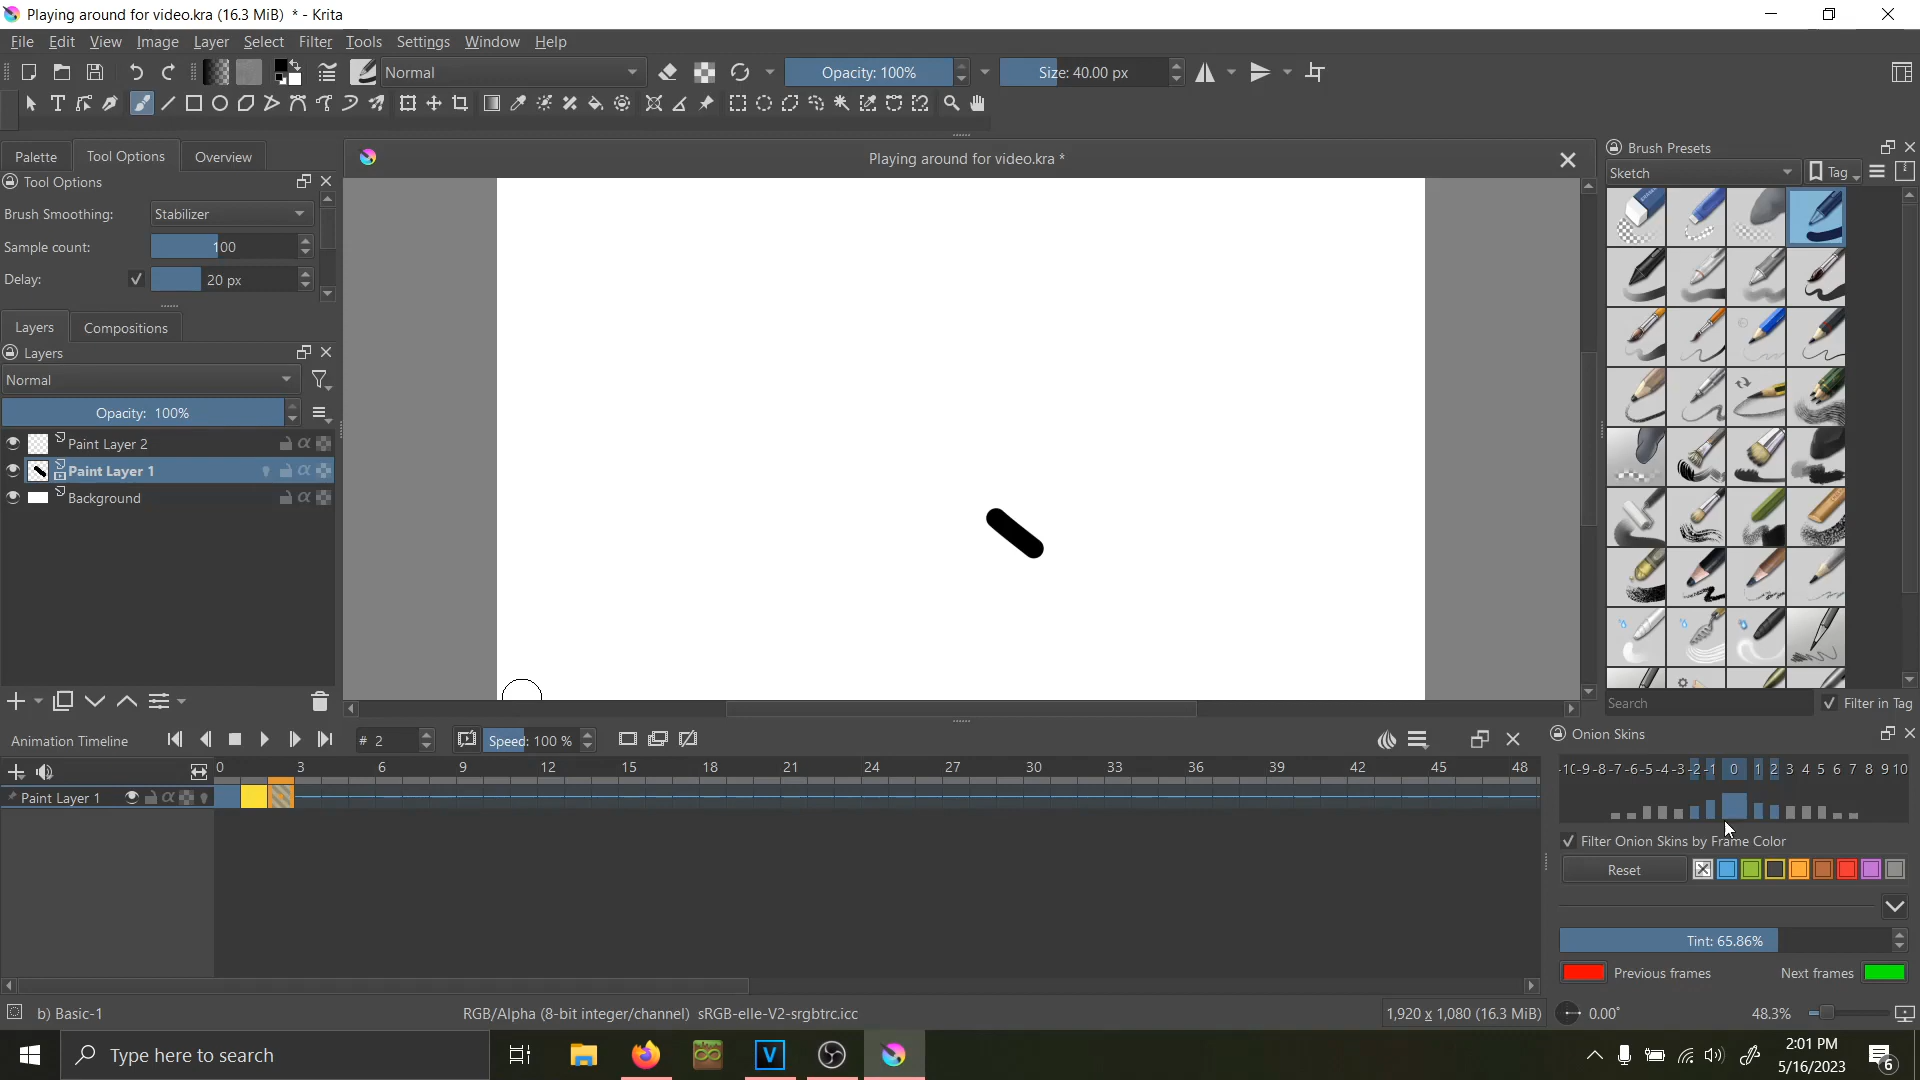 Playing around for video.kra (16.3 MiB) * - Krita
File Edit View Image Layer Select Filter Tools Settings Window Help
Normal Opacity: 100% Size: 40.00 px
Palette Tool Options Overview
Playing around for video.kra *
Brush Presets
Tool Options
Sketch Tag
Brush Smoothing: Stabilizer
Sample count: 100
Delay: 20 px
Layers Compositions
Layers
Normal
Opacity: 100%
Paint Layer 2
Paint Layer 1
Background
Search Filter in Tag
Animation Timeline # 2 Speed: 100 %
Onion Skins
0 3 6 9 12 15 18 21 24 27 30 33 36 39 42 45 48
-10-9-8-7-6-5-4-3-2-1 0 1 2 3 4 5 6 7 8 9 10
Paint Layer 1
Filter Onion Skins by Frame Color
Reset
Tint: 65.86%
Previous frames Next frames
b) Basic-1 RGB/Alpha (8-bit integer/channel) sRGB-elle-V2-srgbtrc.icc 1,920 x 1,080 (16.3 MiB) 0.00° 48.3%
Type here to search
2:01 PM
5/16/2023
6